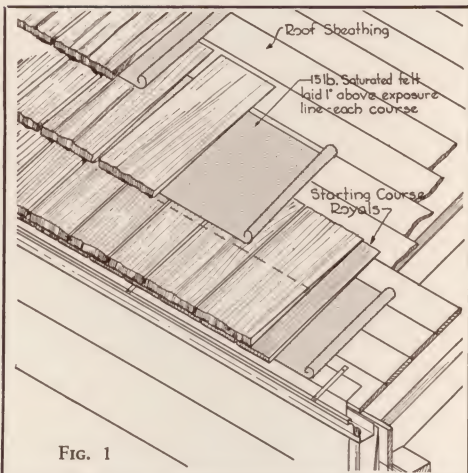 Roof Sheathing
15 lb. Saturated felt
laid 1" above exposure
line-each course
Starting Course
Royals
FIG. 1